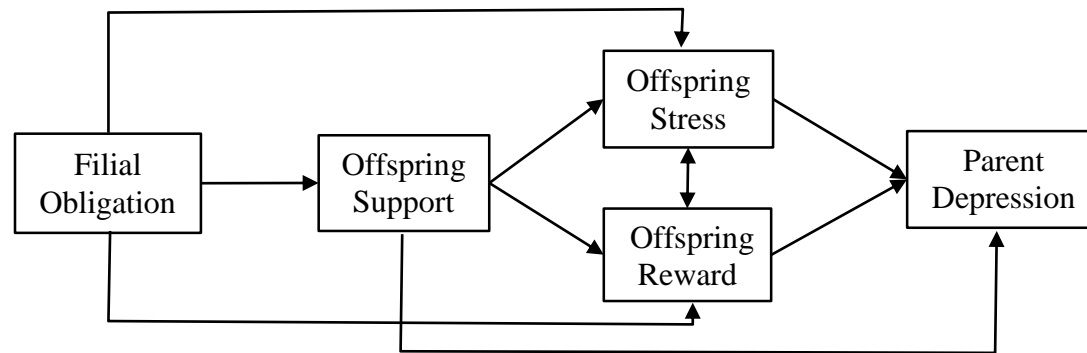 Filial
Obligation
Offspring
Support
Offspring
Stress
Offspring
Reward
Parent
Depression